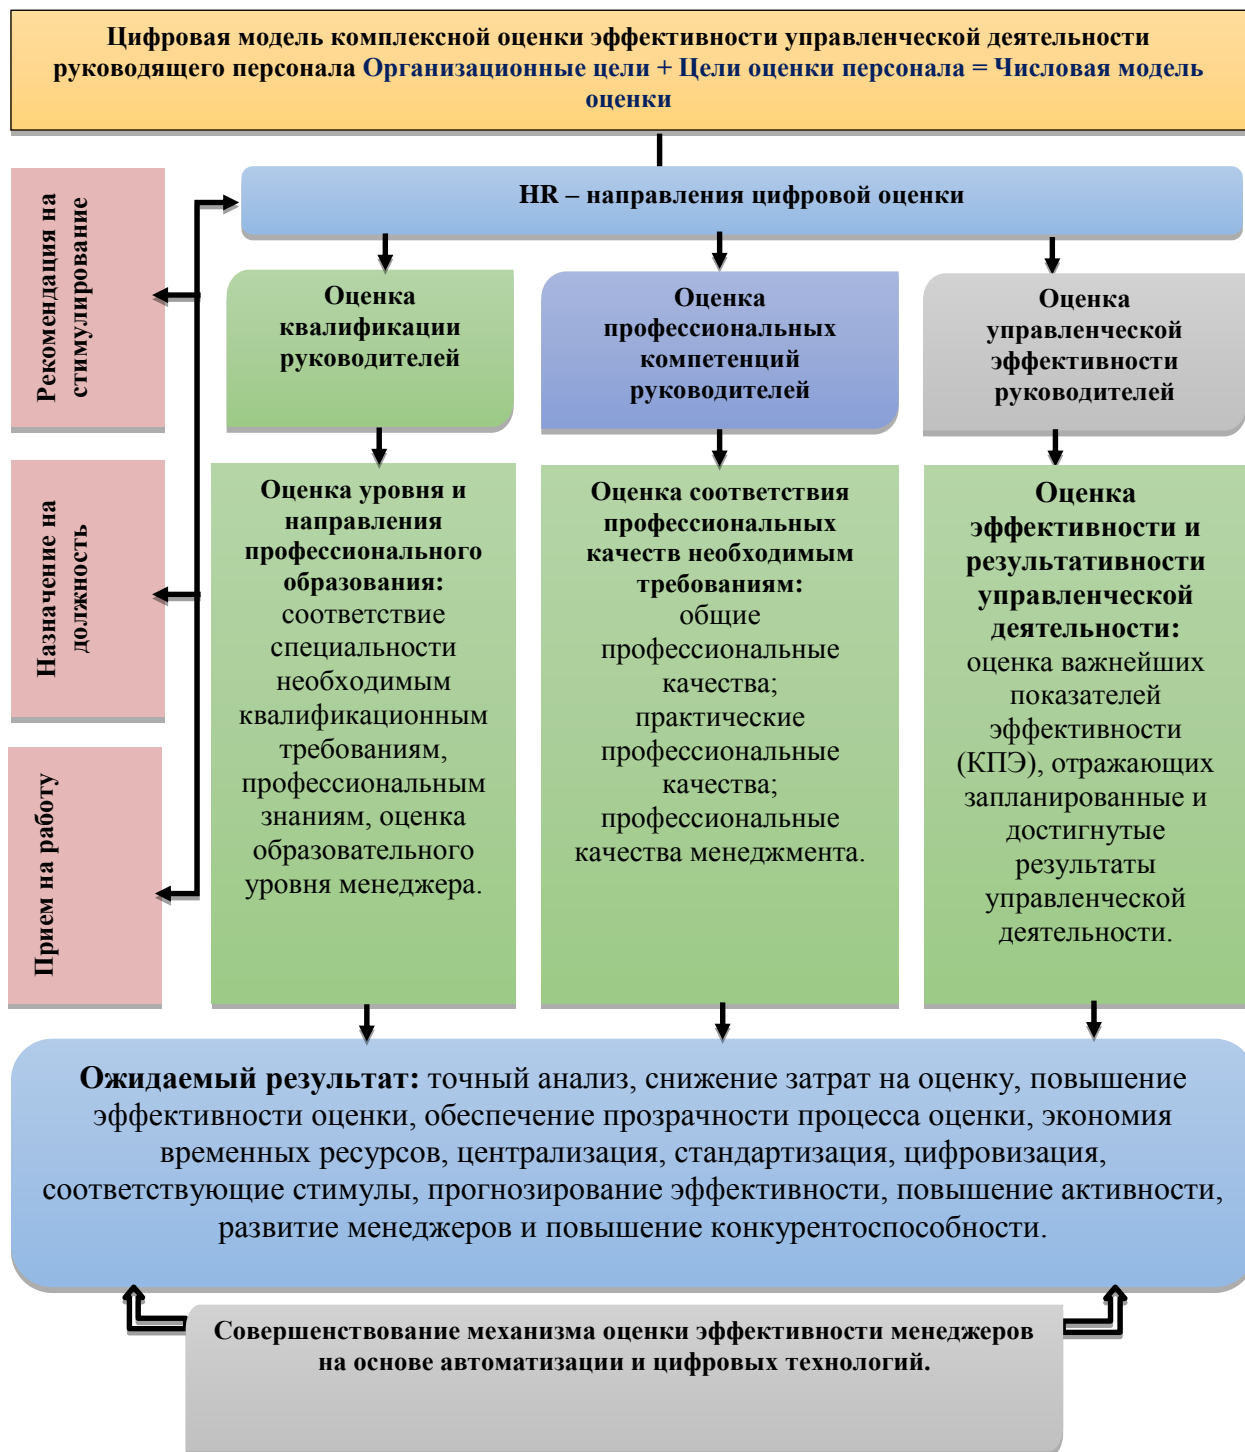 Цифровая модель комплексной оценки эффективности управленческой деятельности
руководящего персонала Организационные цели + Цели оценки персонала = Числовая модель
оценки
HR – направления цифровой оценки
Рекомендация на
стимулирование
Назначение на
должность
Прием на работу
Оценка
квалификации
руководителей
Оценка
профессиональных
компетенций
руководителей
Оценка
управленческой
эффективности
руководителей
Оценка уровня и
направления
профессионального
образования:
соответствие
специальности
необходимым
квалификационным
требованиям,
профессиональным
знаниям, оценка
образовательного
уровня менеджера.
Оценка соответствия
профессиональных
качеств необходимым
требованиям:
общие
профессиональные
качества;
практические
профессиональные
качества;
профессиональные
качества менеджмента.
Оценка
эффективности и
результативности
управленческой
деятельности:
оценка важнейших
показателей
эффективности
(КПЭ), отражающих
запланированные и
достигнутые
результаты
управленческой
деятельности.
Ожидаемый результат: точный анализ, снижение затрат на оценку, повышение
эффективности оценки, обеспечение прозрачности процесса оценки, экономия
временных ресурсов, централизация, стандартизация, цифровизация,
соответствующие стимулы, прогнозирование эффективности, повышение активности,
развитие менеджеров и повышение конкурентоспособности.
Совершенствование механизма оценки эффективности менеджеров
на основе автоматизации и цифровых технологий.